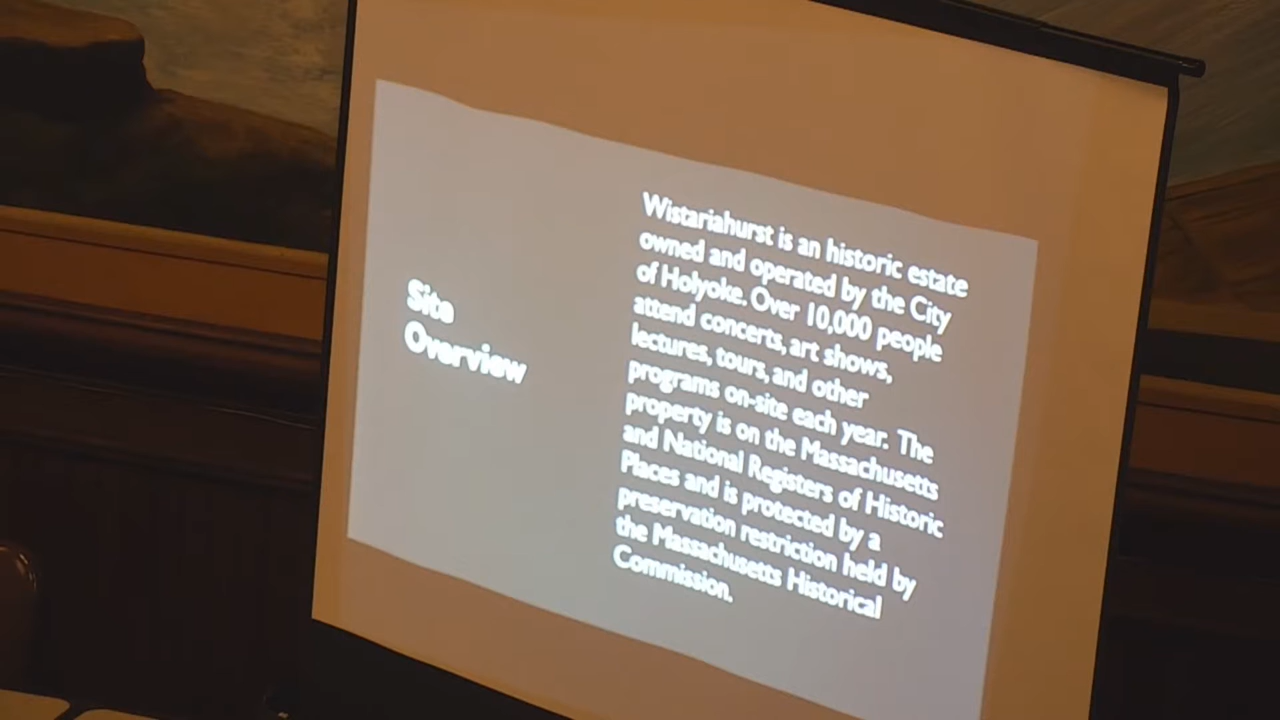 Site
Overview
Wistariahurst is an historic estate
owned and operated by the City
of Holyoke. Over 10,000 people
attend concerts, art shows,
lectures, tours, and other
programs on-site each year. The
property is on the Massachusetts
and National Registers of Historic
Places and is protected by a
preservation restriction held by
the Massachusetts Historical
Commission.